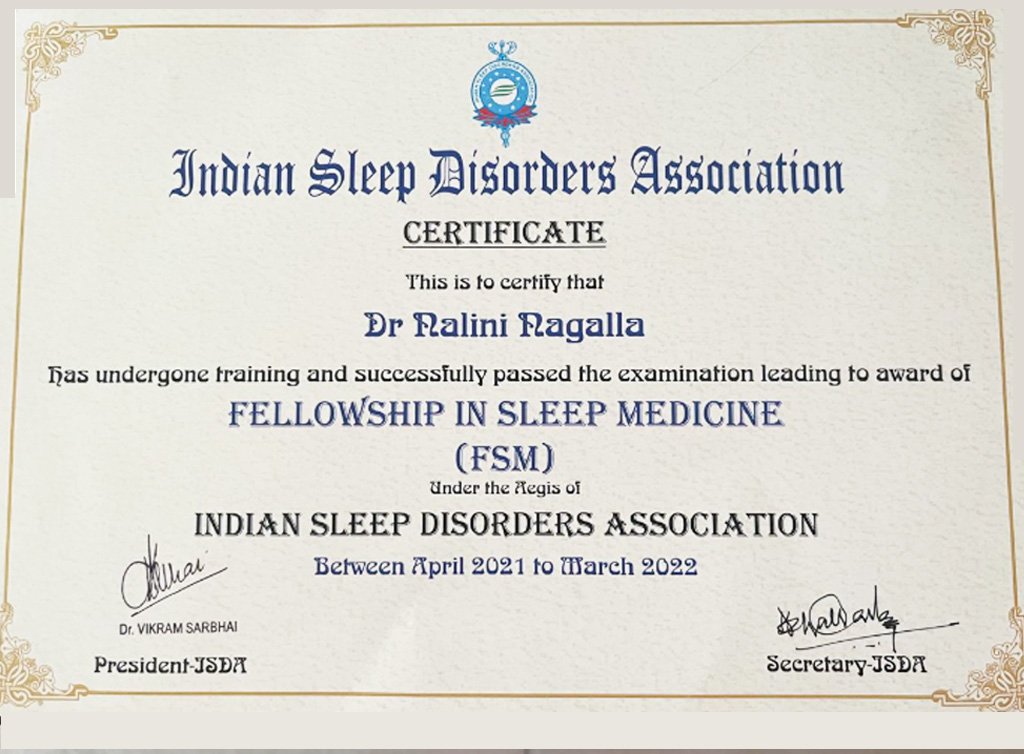 Indian Sleep Disorders Association
CERTIFICATE
This is to certify that
Dr Nalini Nagalla
Has undergone training and successfully passed the examination leading to award of
FELLOWSHIP IN SLEEP MEDICINE
(FSM)
Under the Aegis of
INDIAN SLEEP DISORDERS ASSOCIATION
Between April 2021 to March 2022
Dr. VIKRAM SARBHAI
President-ISDA
Secretary-ISDA